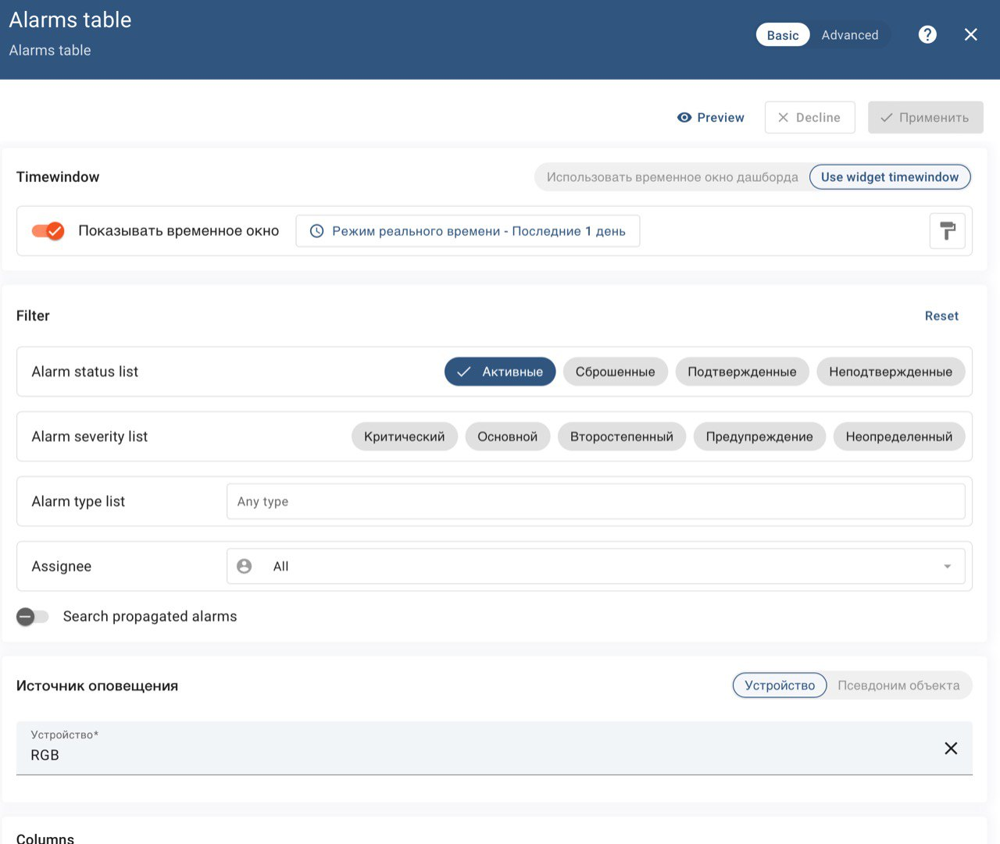 Alarms table
Alarms table
Basic Advanced ?
Preview Decline Применить
Timewindow Использовать временное окно дашборда Use widget timewindow
Показывать временное окно Режим реального времени - Последние 1 день
Filter Reset
Alarm status list Активные Сброшенные Подтвержденные Неподтвержденные
Alarm severity list Критический Основной Второстепенный Предупреждение Неопределенный
Alarm type list Any type
Assignee All
Search propagated alarms
Источник оповещения Устройство Псевдоним объекта
Устройство*
RGB
Columns